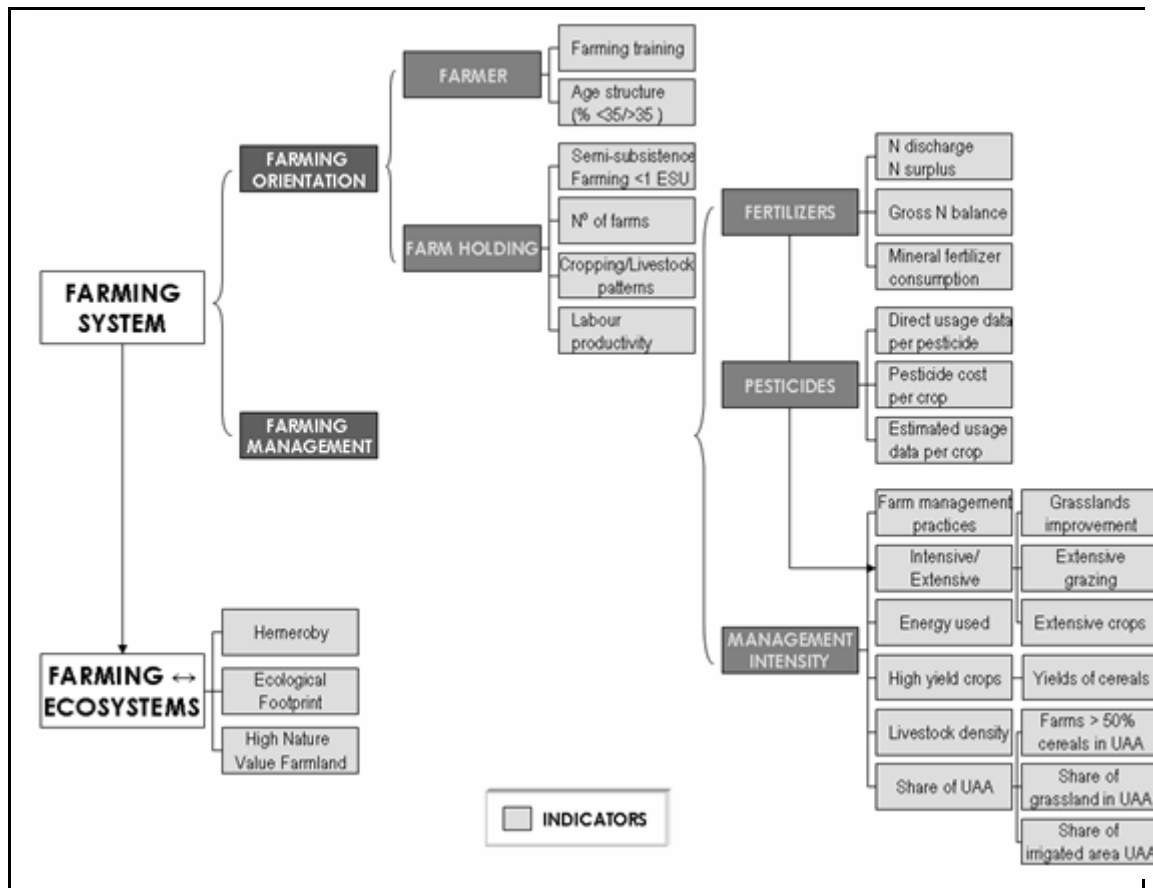 FARMING
SYSTEM
FARMING ↔
ECOSYSTEMS
FARMING
ORIENTATION
FARMING
MANAGEMENT
Hemeroby
Ecological
Footprint
High Nature
Value Farmland
FARMER
FARM HOLDING
Farming training
Age structure
(% <35/>35 )
Semi-subsistence
Farming <1 ESU
Nº of farms
Cropping/Livestock
patterns
Labour
productivity
FERTILIZERS
PESTICIDES
MANAGEMENT
INTENSITY
N discharge
N surplus
Gross N balance
Mineral fertilizer
consumption
Direct usage data
per pesticide
Pesticide cost
per crop
Estimated usage
data per crop
Farm management
practices
Intensive/
Extensive
Energy used
High yield crops
Livestock density
Share of UAA
Grasslands
improvement
Extensive
grazing
Extensive crops
Yields of cereals
Farms > 50%
cereals in UAA
Share of
grassland in UAA
Share of
irrigated area UAA
INDICATORS